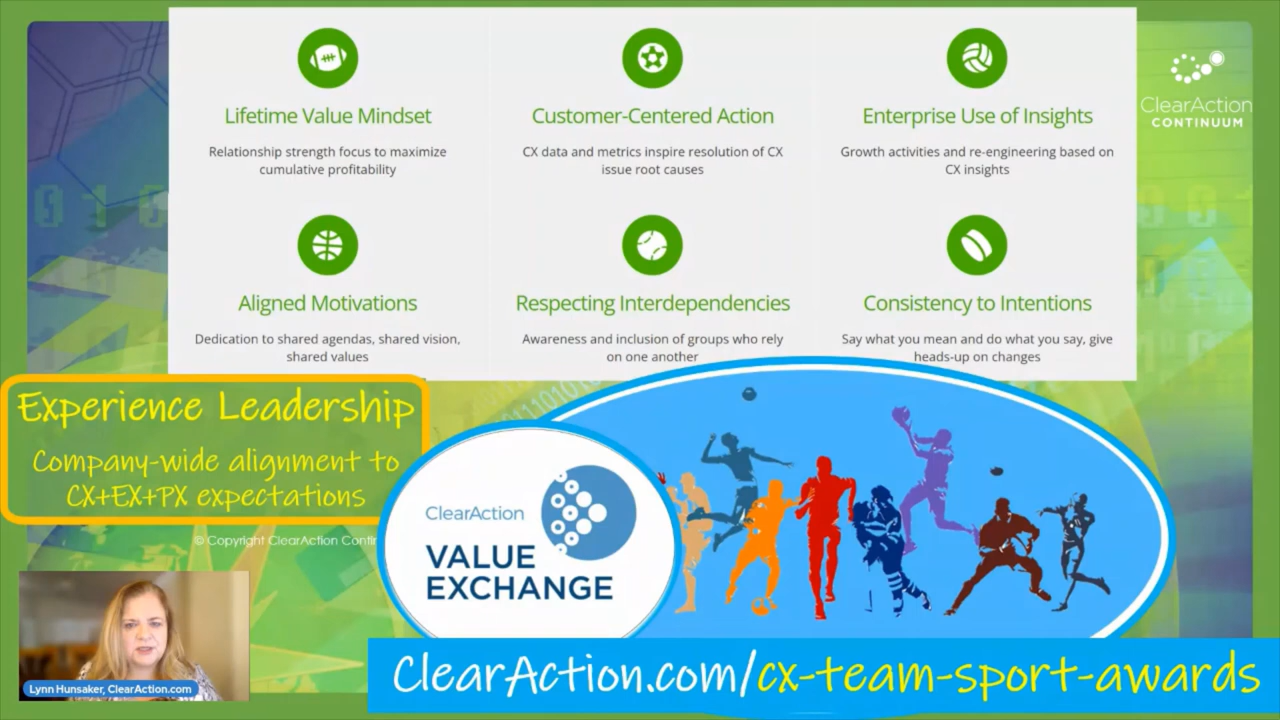 Lifetime Value Mindset
Relationship strength focus to maximize
cumulative profitability
Customer-Centered Action
CX data and metrics inspire resolution of CX
issue root causes
Enterprise Use of Insights
Growth activities and re-engineering based on
CX insights
ClearAction
CONTINUUM
Aligned Motivations
Dedication to shared agendas, shared vision,
shared values
Respecting Interdependencies
Awareness and inclusion of groups who rely
on one another
Consistency to Intentions
Say what you mean and do what you say, give
heads-up on changes
Experience Leadership
Company-wide alignment to
CX+EX+PX expectations
© Copyright ClearAction
ClearAction
VALUE
EXCHANGE
Lynn Hunsaker, ClearAction.com
ClearAction.com/cx-team-sport-awards